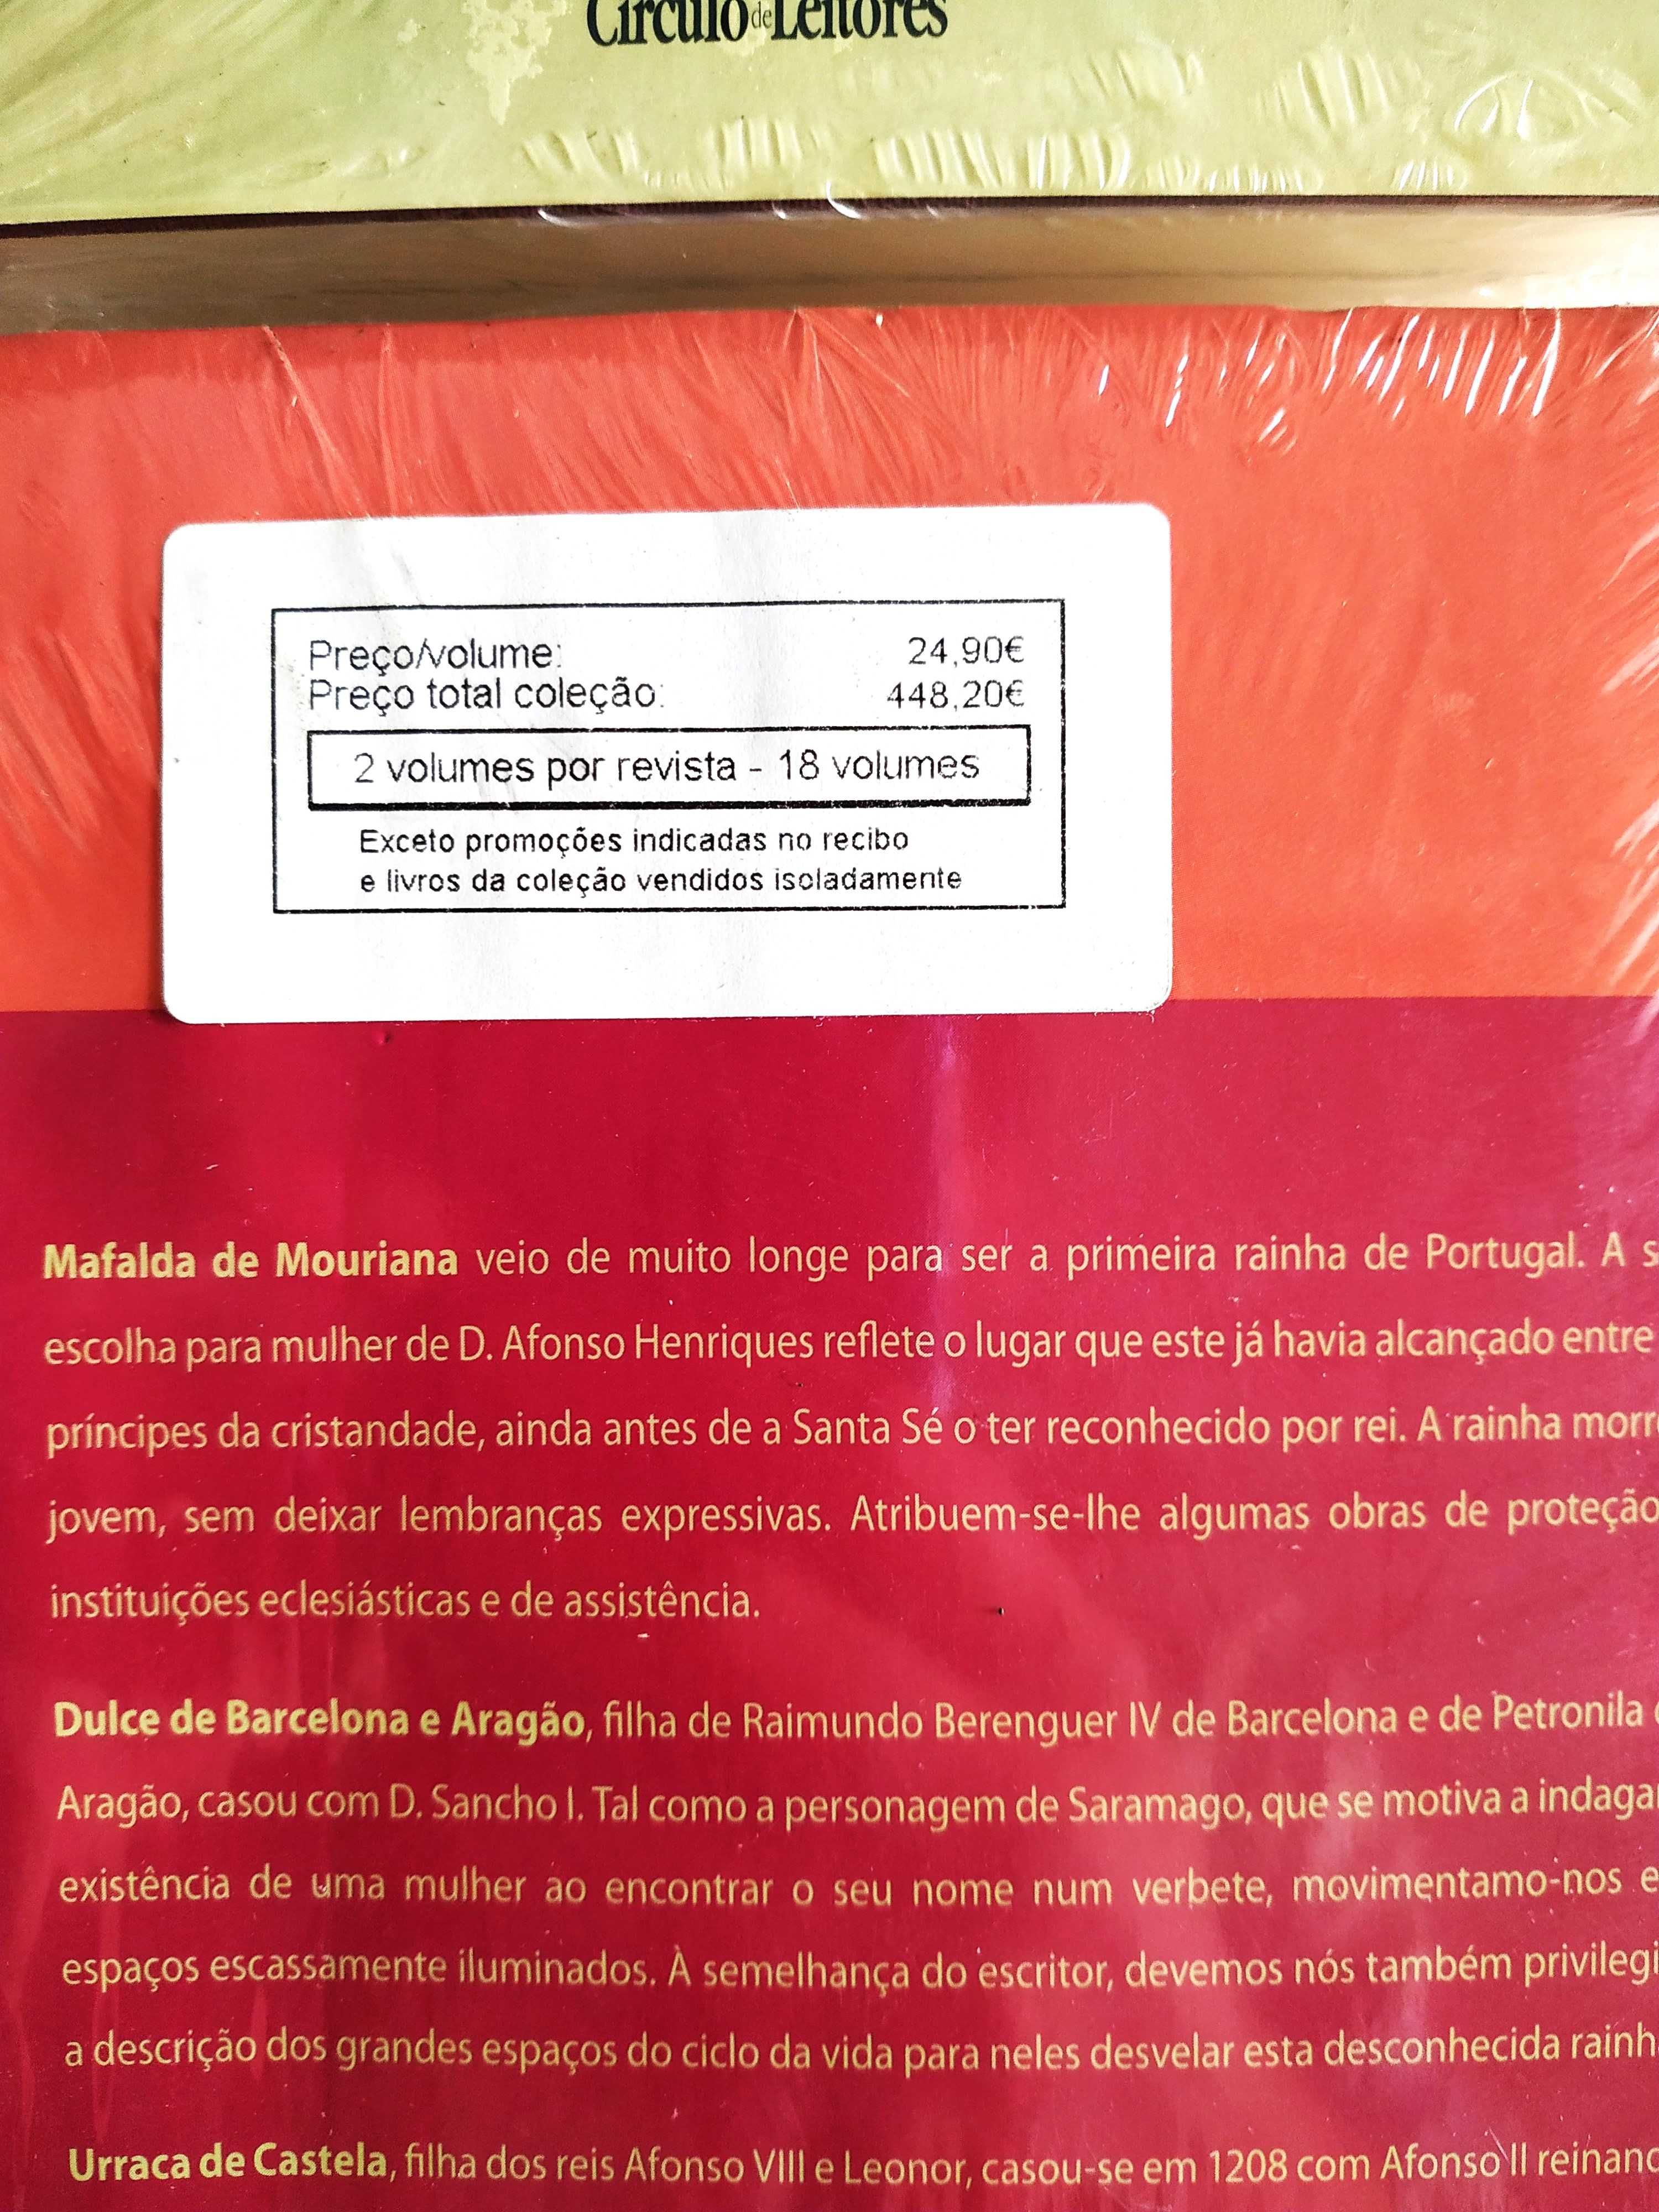 Círculo de Leitores
Preço/volume: 24,90€
Preço total coleção: 448,20€
2 volumes por revista - 18 volumes
Exceto promoções indicadas no recibo
e livros da coleção vendidos isoladamente
Mafalda de Mouriana veio de muito longe para ser a primeira rainha de Portugal. A
escolha para mulher de D. Afonso Henriques reflete o lugar que este já havia alcançado entre
príncipes da cristandade, ainda antes de a Santa Sé o ter reconhecido por rei. A rainha
jovem, sem deixar lembranças expressivas. Atribuem-se-lhe algumas obras de proteção
instituições eclesiásticas e de assistência.
Dulce de Barcelona e Aragão, filha de Raimundo Berenguer IV de Barcelona e de Petronila
Aragão, casou com D. Sancho I. Tal como a personagem de Saramago, que se motiva a indagar
existência de uma mulher ao encontrar o seu nome num verbete, movimentamo-nos
espaços escassamente iluminados. À semelhança do escritor, devemos nós também
a descrição dos grandes espaços do ciclo da vida para neles desvelar esta desconhecida
Urraca de Castela, filha dos reis Afonso VIII e Leonor, casou-se em 1208 com Afonso II